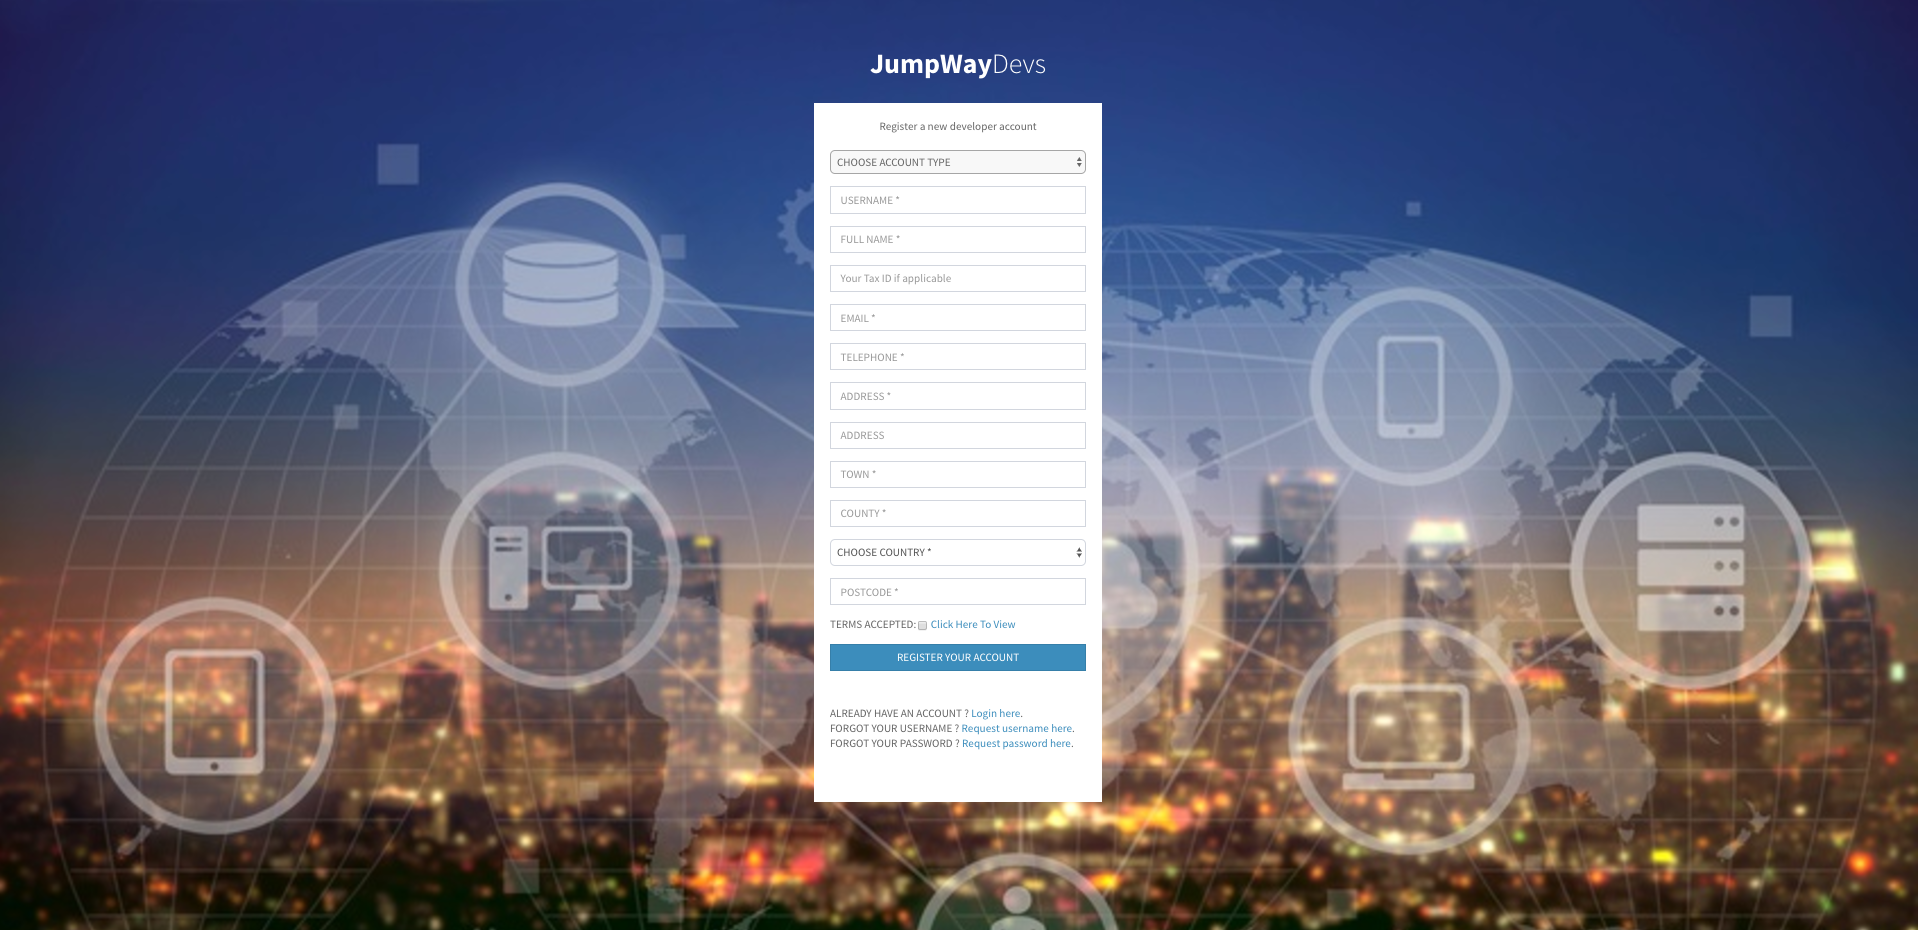 JumpWayDevs
Register a new developer account
CHOOSE ACCOUNT TYPE
USERNAME *
FULL NAME *
Your Tax ID if applicable
EMAIL *
TELEPHONE *
ADDRESS *
ADDRESS
TOWN *
COUNTY *
CHOOSE COUNTRY *
POSTCODE *
TERMS ACCEPTED: Click Here To View
REGISTER YOUR ACCOUNT
ALREADY HAVE AN ACCOUNT ? Login here.
FORGOT YOUR USERNAME ? Request username here.
FORGOT YOUR PASSWORD ? Request password here.